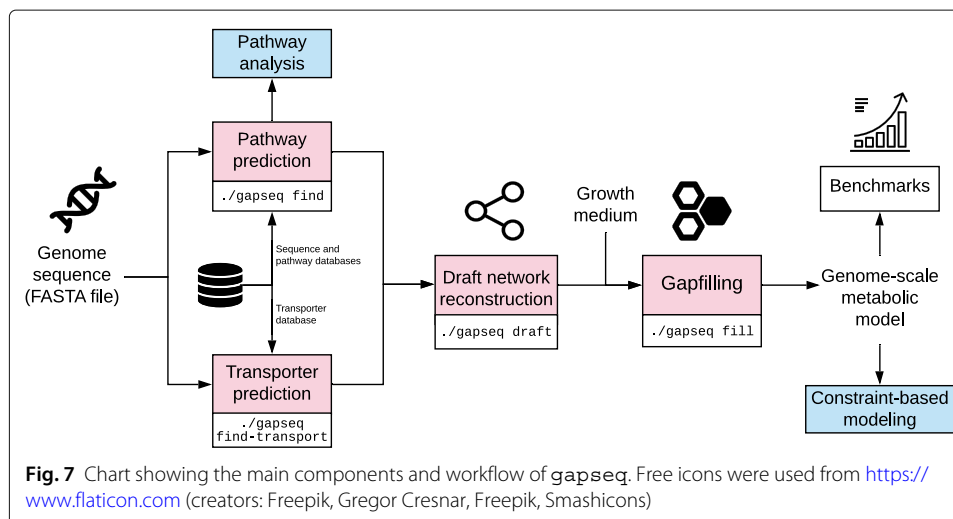 Pathway
analysis
Pathway
prediction
./gapseq find
Genome
sequence
(FASTA file)
Sequence and
pathway databases
Transporter
database
Transporter
prediction
./gapseq
find-transport
Draft network
reconstruction
./gapseq draft
Growth
medium
Gapfilling
./gapseq fill
Benchmarks
Genome-scale
metabolic
model
Constraint-based
modeling
Fig. 7 Chart showing the main components and workflow of gapseq. Free icons were used from https://
www.flaticon.com (creators: Freepik, Gregor Cresnar, Freepik, Smashicons)